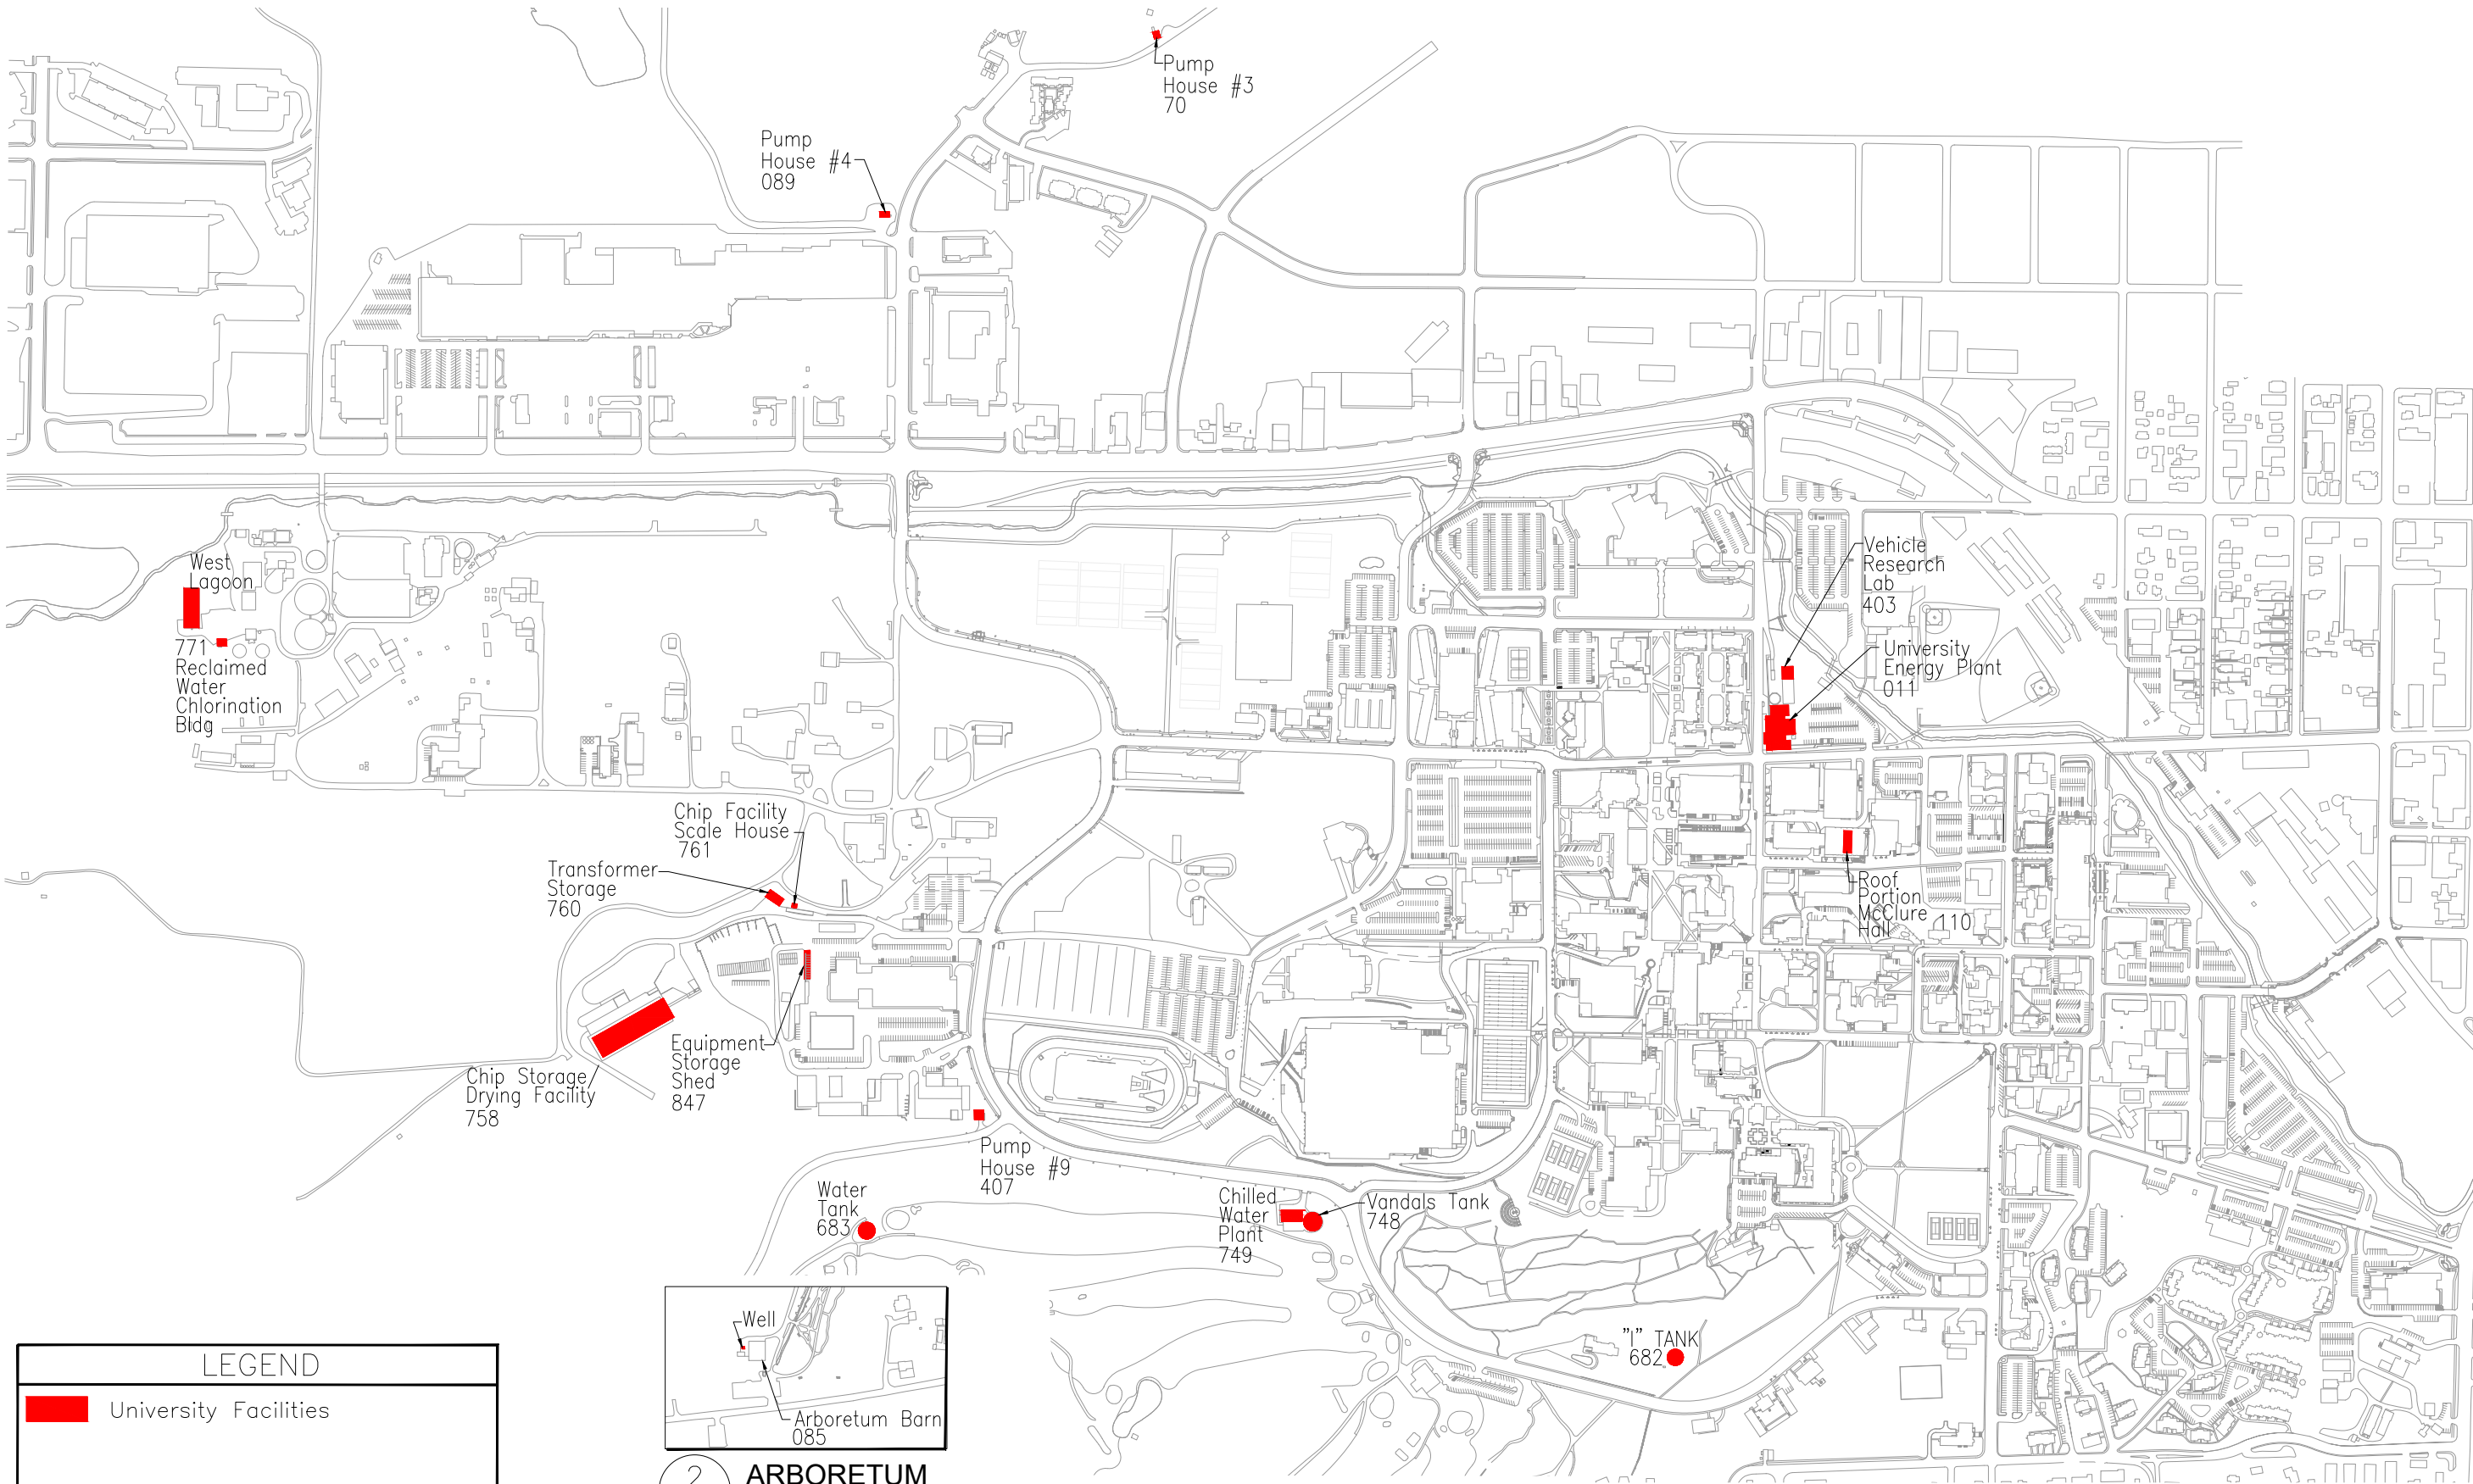 Pump
House #3
70
Pump
House #4
089
West
Lagoon
771
Reclaimed
Water
Chlorination
Bldg
Vehicle
Research
Lab
403
University
Energy Plant
011
Chip Facility
Scale House
761
Transformer
Storage
760
Roof
Portion
McClure
Hall 110
Equipment
Storage
Shed
847
Chip Storage/
Drying Facility
758
Pump
House #9
407
Water
Tank
683
Chilled
Water
Plant
749
Vandals Tank
748
"I" TANK
682
Well
Arboretum Barn
085
2 ARBORETUM
LEGEND
University Facilities